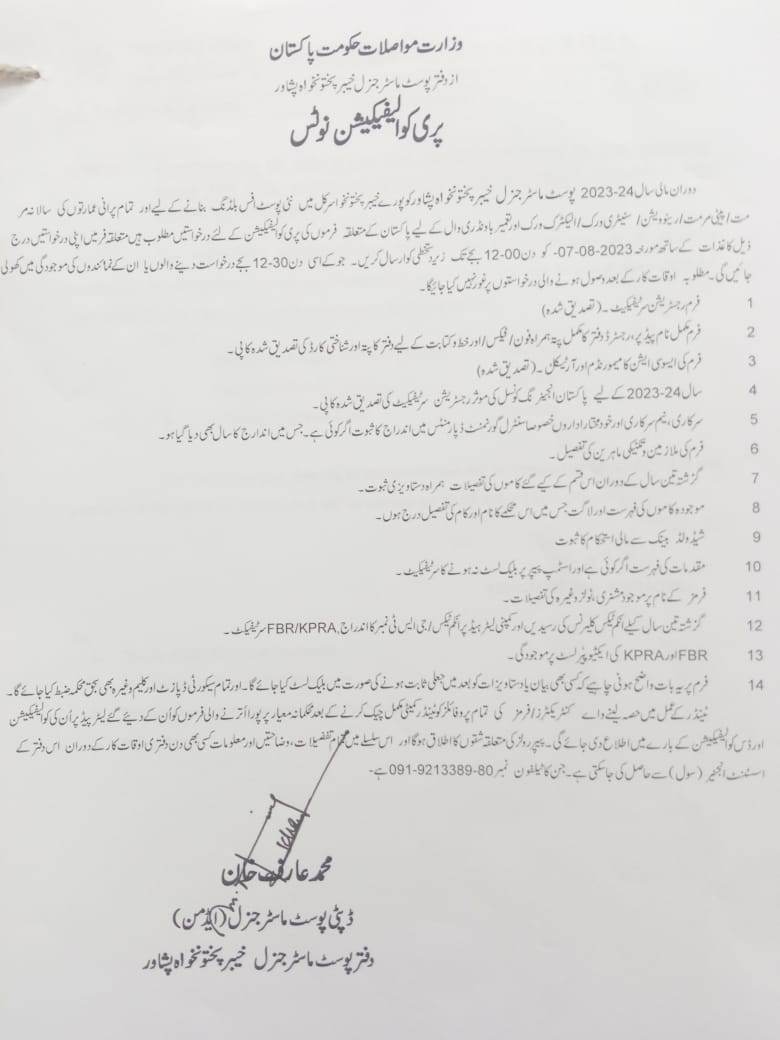 وزارت مواصلات حکومت پاکستان
از دفتر پوسٹ ماسٹر جنرل خیبر پختونخواہ پشاور
پری کوالیفیکیشن نوٹس
دوران مالی سال 24-2023 پوسٹ ماسٹر جنرل خیبر پختونخواہ پشاور کو پورے خیبر پختونخوا سرکل میں نئی پوسٹ آفس بلڈنگ بنانے کے لیے اور تمام پرانی عمارتوں کی سالانہ مر
مت / اپنی مرمت / رینوویشن / سنیٹری ورک / الیکٹرک ورک اور تعمیر باونڈری وال کے لیے پاکستان کے متعلقہ فرموں کی پری کوالیفیکیشن کے لئے درخواستیں مطلوب ہیں متعلقہ فرمیں اپنی درخواستیں درج
ذیل کاغذات کے ساتھ مورخہ 2023-08-07 کو دن 00-12 بجے تک زیر دستخطی کو ارسال کریں۔ جو کے اسی دن 30-12 بجے درخواست دینے والوں یا ان کے نمائندوں کی موجودگی میں کھولی
جائیں گی۔ مطلوبہ اوقات کار کے بعد وصول ہونے والی درخواستوں پر غور نہیں کیا جائیگا۔
1 فرم رجسٹریشن سرٹیفیکیٹ۔ (تصدیق شدہ)
2 فرم مکمل نام پیڈ پر، رجسٹرڈ دفتر کا مکمل پتہ ہمراہ فون / فیکس / اور خط و کتابت کے لیے دفتر کا پتہ اور شناختی کارڈ کی تصدیق شدہ کاپی۔
3 فرم کی ایسوسی ایشن کا میمورنڈم اور آرٹیکل۔ (تصدیق شدہ)
4 سال 24-2023 کے لیے پاکستان انجینئرنگ کونسل کی موثر رجسٹریشن سرٹیفیکیٹ کی تصدیق شدہ کاپی۔
5 سرکاری، نیم سرکاری اور خود مختار اداروں خصوصا سنٹرل گورنمنٹ ڈپارٹمنٹس میں اندراج کا ثبوت اگر کوئی ہے۔ جس میں اندارج کا سال بھی دیا گیا ہو۔
6 فرم کی ملازمین و تکنیکی ماہرین کی تفصیل۔
7 گزشتہ تین سال کے دوران اس قسم کے کیے گئے کاموں کی تفصیلات ہمراہ دستاویزی ثبوت۔
8 موجودہ کاموں کی فہرست اور لاگت جس میں اس محکمے کا نام اور کام کی تفصیل درج ہوں۔
9 شیڈولڈ بینک سے مالی استحکام کا ثبوت
10 مقدمات کی فہرست اگر کوئی ہے اور اسٹمپ پیپر پر بلیک لسٹ نہ ہونے کا سرٹیفیکیٹ۔
11 فرمز کے نام پر موجود مشنری، ٹولز وغیرہ کی تفصیلات۔
12 گزشتہ تین سال کیلئے انکم ٹیکس کلیرنس کی رسیدیں اور کمپنی لیٹر ہیڈ پر انکم ٹیکس / جی ایس ٹی نمبر کا اندراج, FBR/KPRA سرٹیفیکٹ۔
13 FBR اور KPRA کی ایکٹیو پئیر لسٹ پر موجودگی۔
14 فرم پر یہ بات واضح ہونی چاہیے کہ کسی بھی بیان یا دستاویزات کو بعد میں جعلی ثابت ہونے کی صورت میں بلیک لسٹ کیا جائے گا۔ اور تمام سیکورٹی ڈپازٹ اور کلیم وغیرہ بھی بحق محکمہ ضبط کیا جائے گا۔
ٹینڈر کے عمل میں حصہ لینے والے کنٹریکٹرز / فرمز کی تمام پروفائلز کو ٹینڈر کمیٹی مکمل چیک کرنے کے بعد محکمانہ معیار پر پورا اترنے والی فرموں کو ان کے دیئے گئے لیٹر پیڈ پر اُن کی کوالیفیکیشن
اور ڈس کوالیفیکیشن کے بارے میں اطلاع دی جائے گی۔ پیپر رولز کی متعلقہ شقوں کا اطلاق ہوگا اور اس سلسلے میں تمام تفصیلات، وضاحتیں اور معلومات کسی بھی دن دفتری اوقات کار کے دوران اس دفتر کے
اسسٹنٹ انجنیئر (سول) سے حاصل کی جاسکتی ہے۔ جن کا ٹیلفون نمبر 80-9213389-091 ہے۔
محمد عارف خان
ڈپٹی پوسٹ ماسٹر جنرل (ایڈمن)
دفتر پوسٹ ماسٹر جنرل خیبر پختونخواہ پشاور